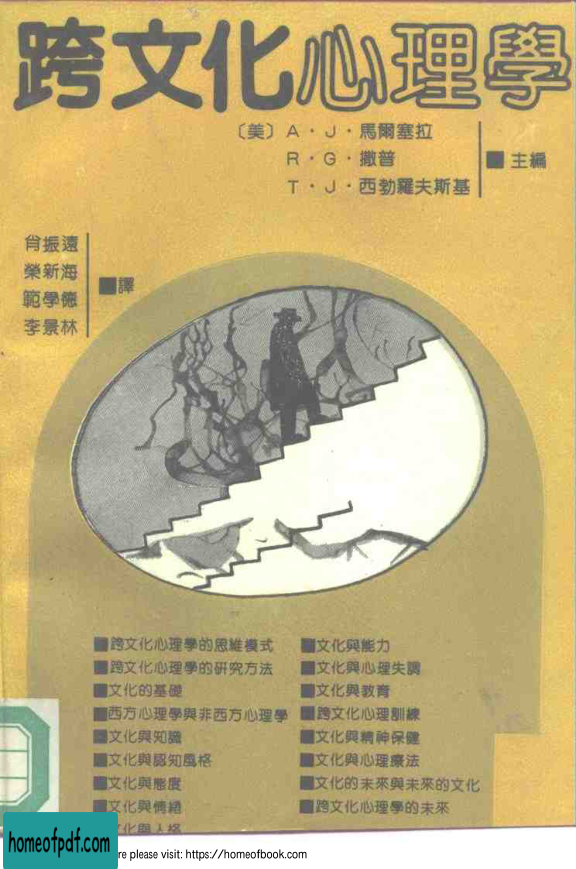 跨文化心理學
〔美〕A·J·馬爾塞拉
R·G·撒普
T·J·西勃羅夫斯基
■主編
肖振遠
榮新海
範學德
李景林
■譯
■跨文化心理學的思維模式
■跨文化心理學的研究方法
■文化的基礎
■西方心理學與非西方心理學
■文化與知識
■文化與認知風格
■文化與態度
■文化與情緒
文化與人格
■文化與能力
■文化與心理失調
■文化與教育
■跨文化心理訓練
■文化與精神保健
■文化與心理療法
■文化的未來與未來的文化
■跨文化心理學的未來
homeofpdf.com
re please visit: https://homeofbook.com